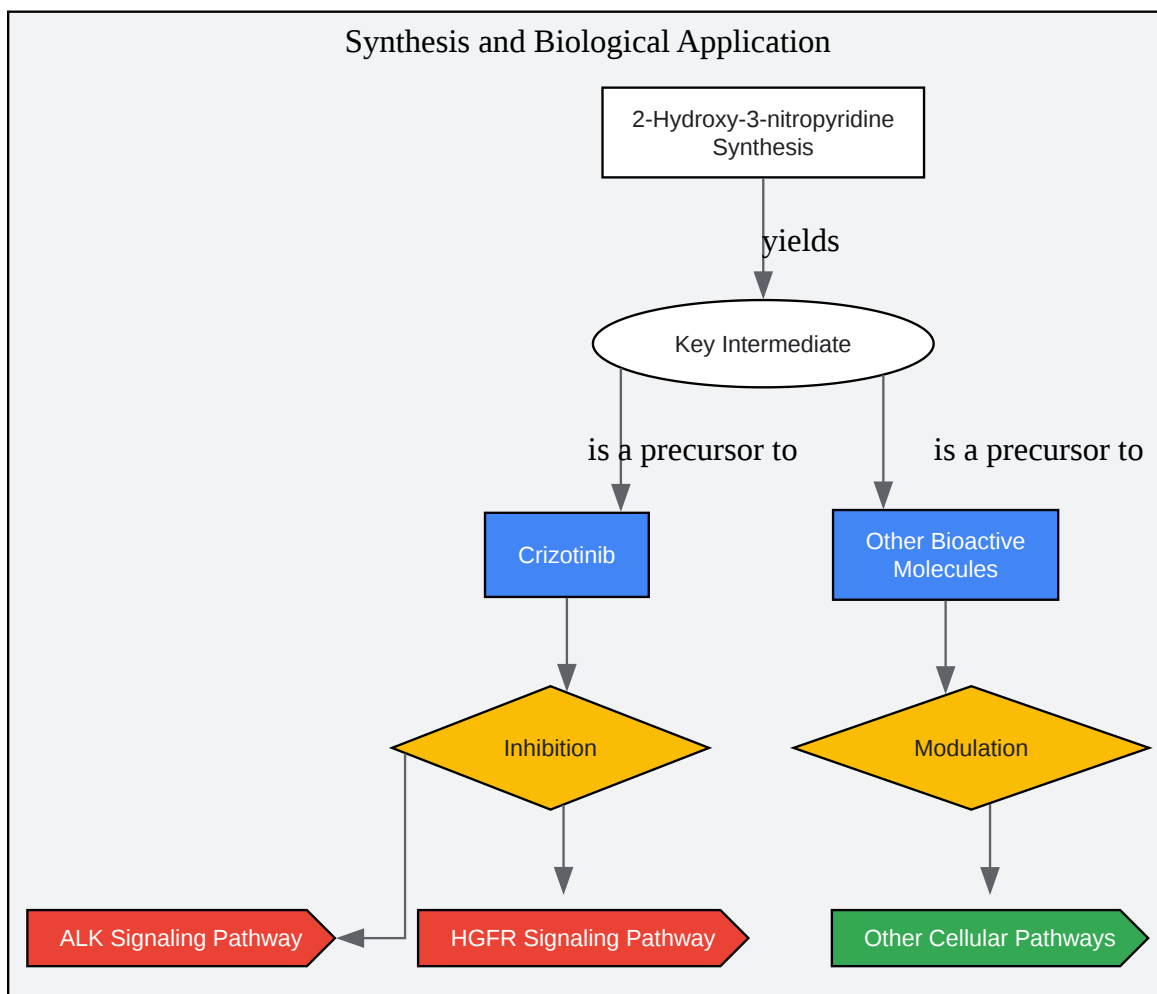 Synthesis and Biological Application
2-Hydroxy-3-nitropyridine
Synthesis
yields
Key Intermediate
is a precursor to
is a precursor to
Crizotinib
Other Bioactive
Molecules
Inhibition
Modulation
ALK Signaling Pathway
HGFR Signaling Pathway
Other Cellular Pathways